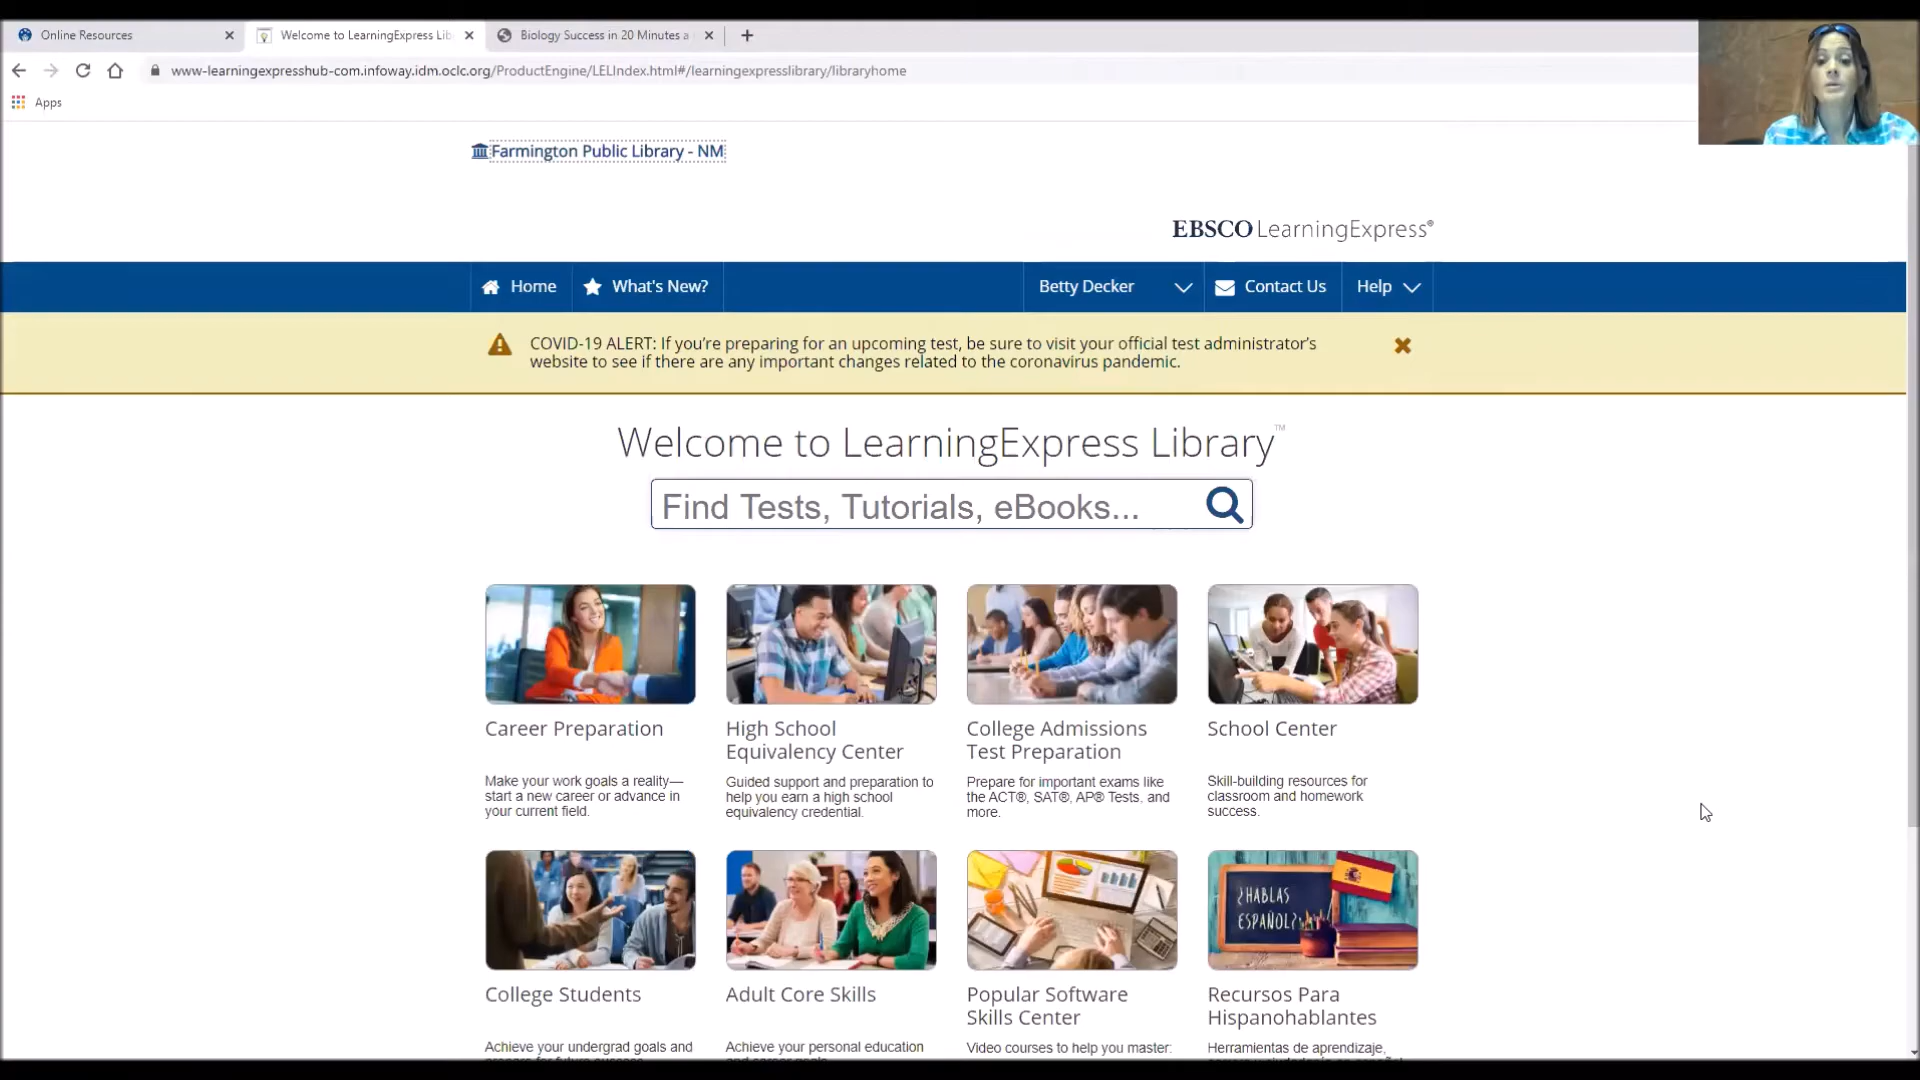 Online Resources
Welcome to LearningExpress Lib
Biology Success in 20 Minutes a
www-learningexpresshub-com.infoway.idm.oclc.org/ProductEngine/LELIndex.html#/learningexpresslibrary/libraryhome
Apps
Farmington Public Library - NM
EBSCO LearningExpress®
Home
What's New?
Betty Decker
Contact Us
Help
COVID-19 ALERT: If you’re preparing for an upcoming test, be sure to visit your official test administrator’s
website to see if there are any important changes related to the coronavirus pandemic.
Welcome to LearningExpress Library™
Find Tests, Tutorials, eBooks...
Career Preparation
Make your work goals a reality—
start a new career or advance in
your current field.
High School
Equivalency Center
Guided support and preparation to
help you earn a high school
equivalency credential.
College Admissions
Test Preparation
Prepare for important exams like
the ACT®, SAT®, AP® Tests, and
more.
School Center
Skill-building resources for
classroom and homework
success.
¿HABLAS
ESPAÑOL?
College Students
Achieve your undergrad goals and
Adult Core Skills
Achieve your personal education
Popular Software
Skills Center
Video courses to help you master:
Recursos Para
Hispanohablantes
Herramientas de aprendizaje,